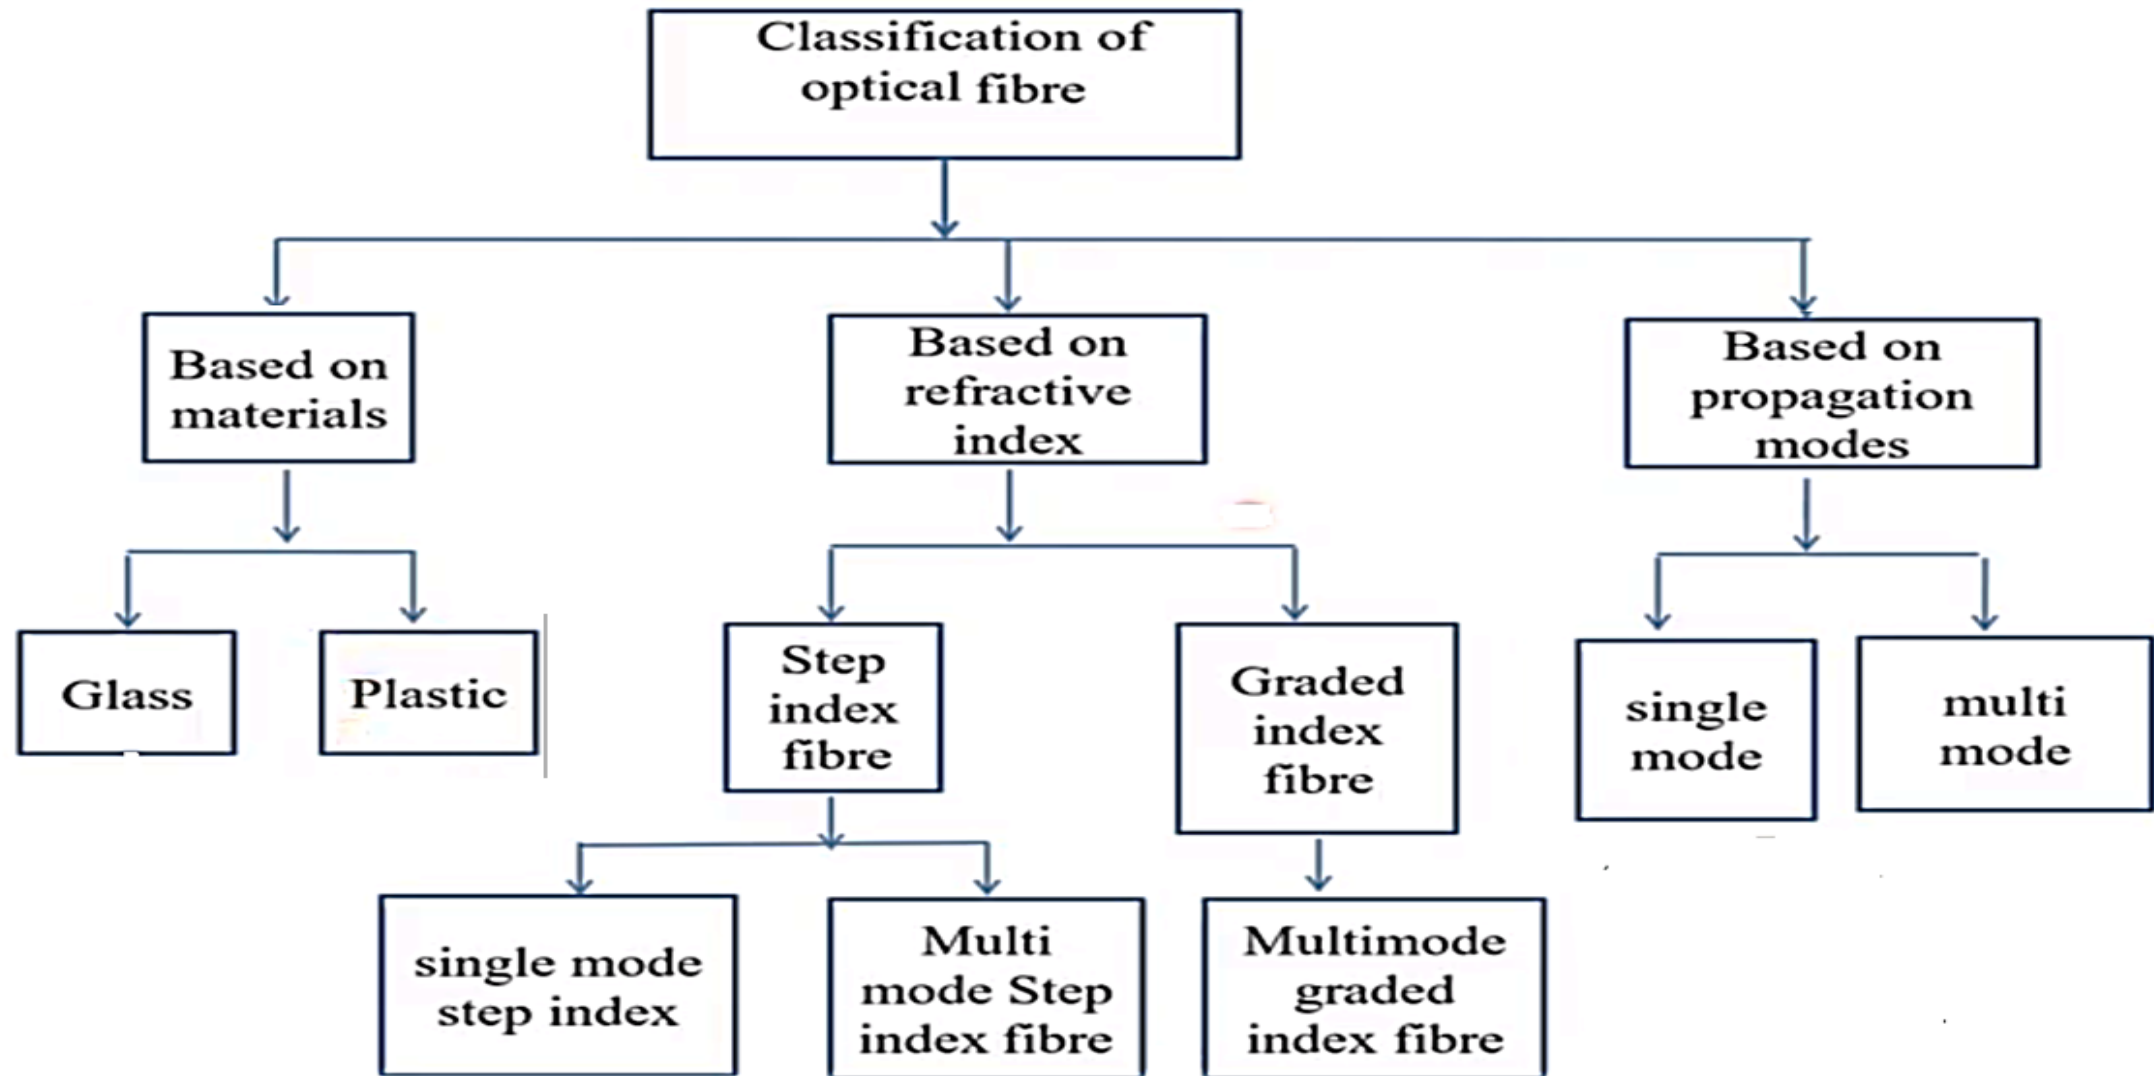 Classification of
optical fibre
Based on
materials
Based on
refractive
index
Based on
propagation
modes
Glass
Plastic
Step
index
fibre
Graded
index
fibre
single
mode
multi
mode
single mode
step index
Multi
mode Step
index fibre
Multimode
graded
index fibre